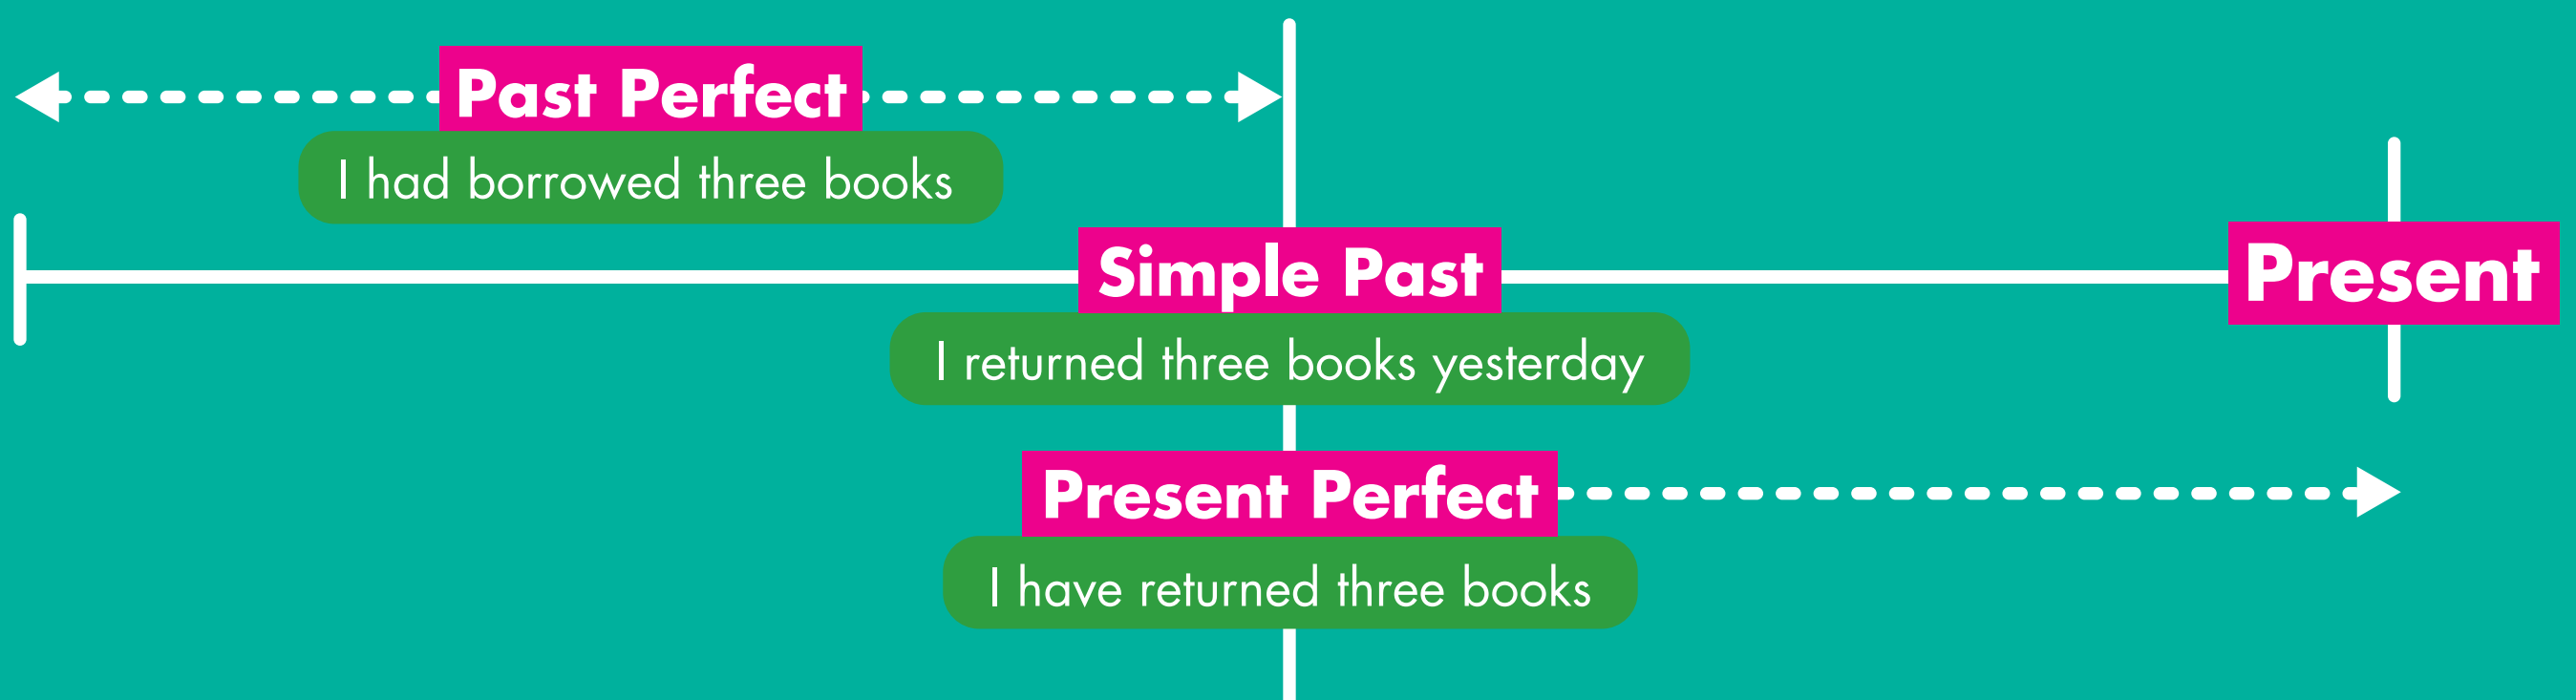 Past Perfect
I had borrowed three books
Simple Past
Present
I returned three books yesterday
Present Perfect
I have returned three books